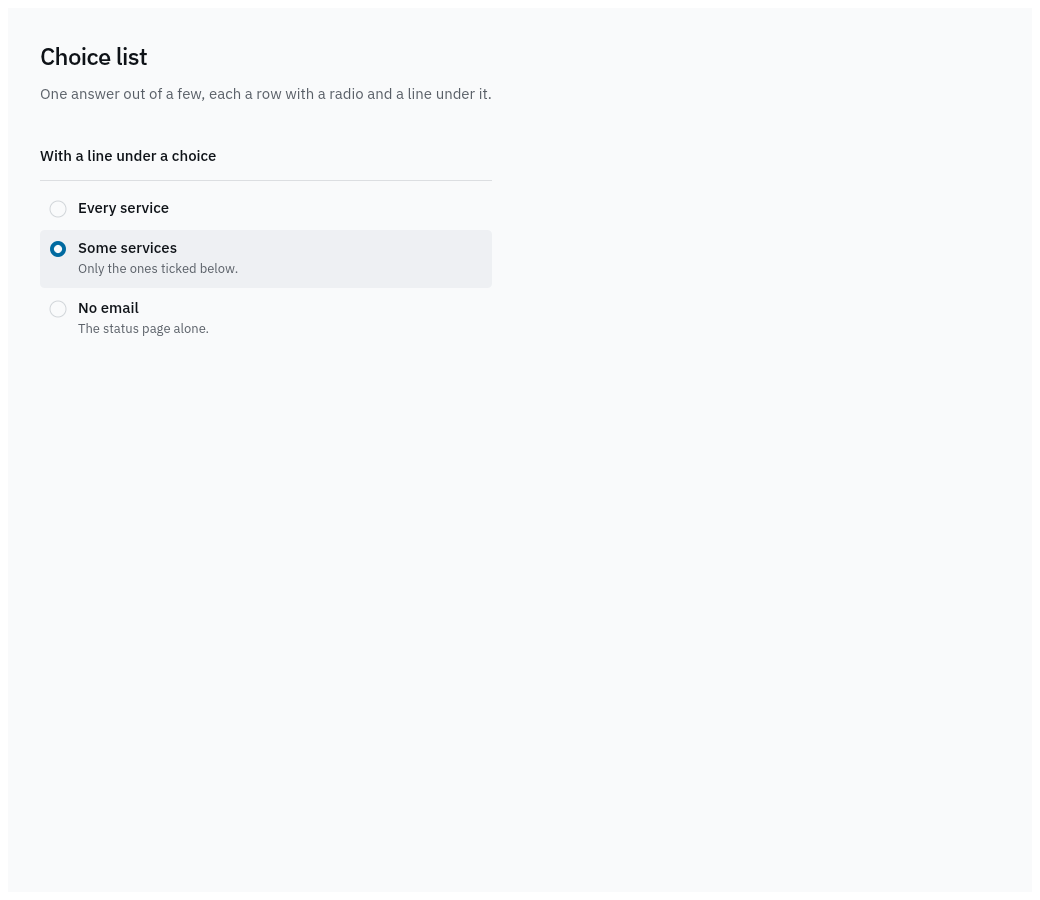 Choice list
One answer out of a few, each a row with a radio and a line under it.
With a line under a choice
Every service
Some services
Only the ones ticked below.
No email
The status page alone.